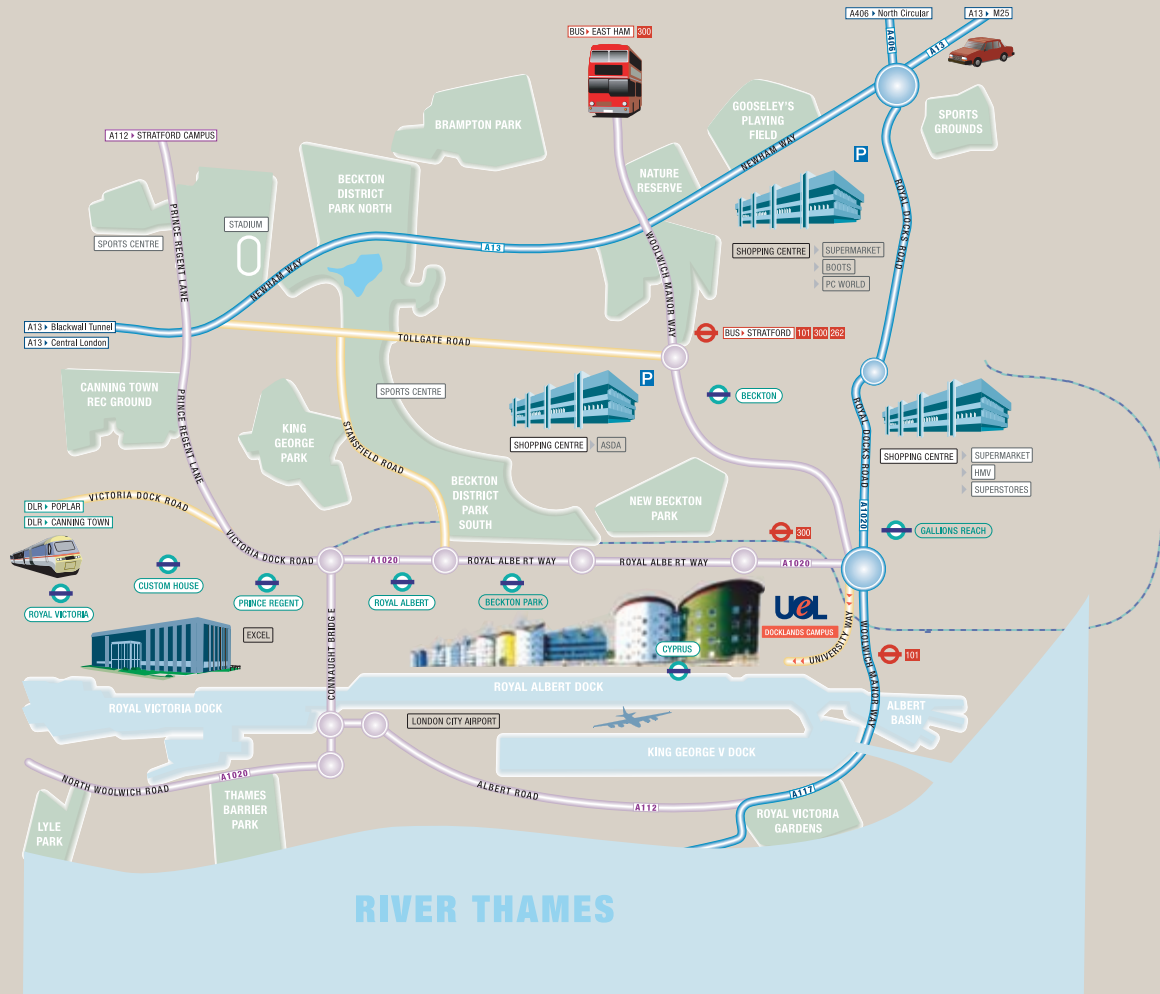 A406 ▸ North Circular
A13 ▸ M25
A406
A13
BUS ▸ EAST HAM 300
BRAMPTON PARK
GOOSELEY'S
PLAYING
FIELD
SPORTS
GROUNDS
A112 ▸ STRATFORD CAMPUS
NEWHAM WAY
P
BECKTON
DISTRICT
PARK NORTH
NATURE
RESERVE
PRINCE REGENT LANE
STADIUM
SPORTS CENTRE
ROYAL DOCKS ROAD
A13
WOOLWICH MANOR WAY
SHOPPING CENTRE
SUPERMARKET
BOOTS
PC WORLD
NEWHAM WAY
A13 ▸ Blackwall Tunnel
A13 ▸ Central London
TOLLGATE ROAD
BUS ▸ STRATFORD 101 300 262
CANNING TOWN
REC GROUND
PRINCE REGENT LANE
SPORTS CENTRE
P
BECKTON
KING
GEORGE
PARK
STANSFIELD ROAD
SHOPPING CENTRE
ASDA
ROYAL DOCKS ROAD
SHOPPING CENTRE
SUPERMARKET
HMV
SUPERSTORES
BECKTON
DISTRICT
PARK
SOUTH
NEW BECKTON
PARK
VICTORIA DOCK ROAD
DLR ▸ POPLAR
DLR ▸ CANNING TOWN
A1020
GALLIONS REACH
300
VICTORIA DOCK ROAD
A1020
ROYAL ALBERT WAY
ROYAL ALBERT WAY
A1020
CUSTOM HOUSE
PRINCE REGENT
ROYAL ALBERT
BECKTON PARK
ROYAL VICTORIA
UeL
DOCKLANDS CAMPUS
EXCEL
CONNAUGHT BRIDGE
CYPRUS
UNIVERSITY WAY
WOOLWICH MANOR WAY
101
ROYAL ALBERT DOCK
ROYAL VICTORIA DOCK
LONDON CITY AIRPORT
ALBERT
BASIN
KING GEORGE V DOCK
NORTH WOOLWICH ROAD
A1020
ALBERT ROAD
A112
A117
LYLE
PARK
THAMES
BARRIER
PARK
ROYAL VICTORIA
GARDENS
RIVER THAMES